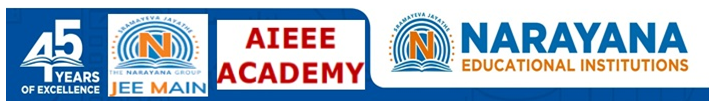 45
YEARS
OF EXCELLENCE
SRAMAYEVA JAYATHE
N
THE NARAYANA GROUP
JEE MAIN
AIEEE
ACADEMY
SRAMAYEVA JAYATHE
N
NARAYANA
EDUCATIONAL INSTITUTIONS